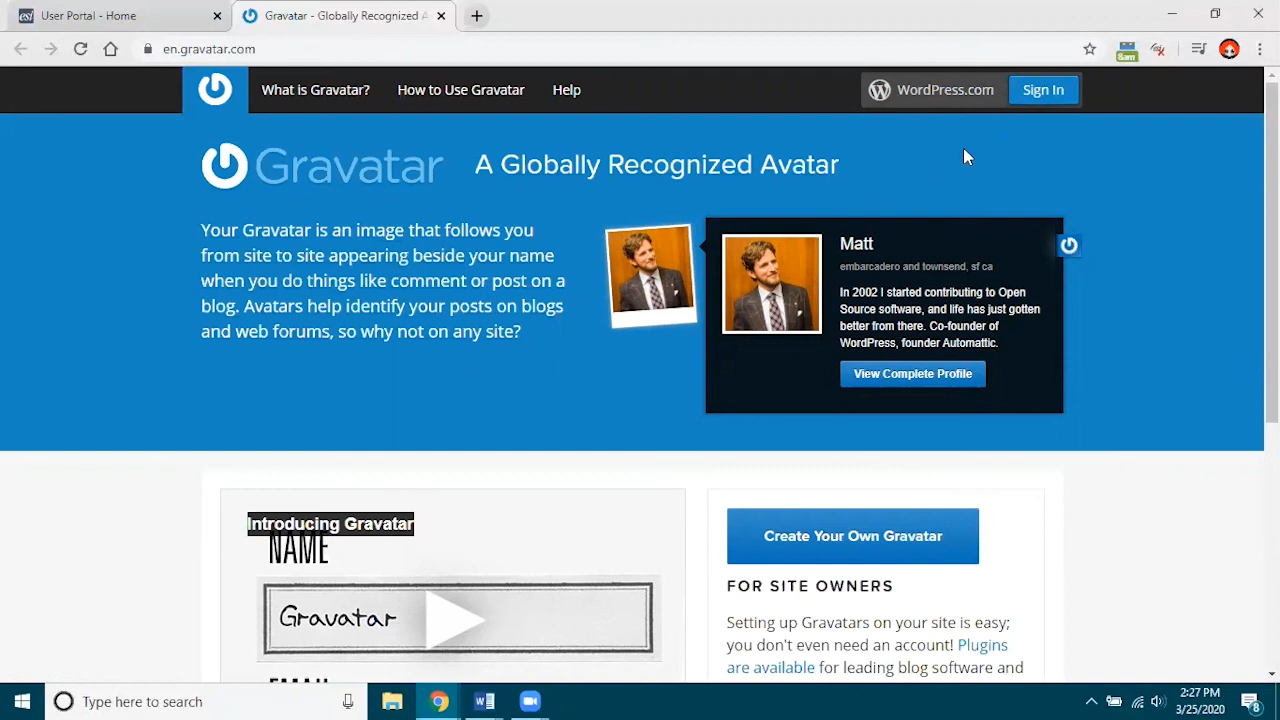 esi User Portal - Home
Gravatar - Globally Recognized A
en.gravatar.com
6am
What is Gravatar?
How to Use Gravatar
Help
WordPress.com
Sign In
Gravatar
A Globally Recognized Avatar
Your Gravatar is an image that follows you
from site to site appearing beside your name
when you do things like comment or post on a
blog. Avatars help identify your posts on blogs
and web forums, so why not on any site?
Matt
embarcadero and townsend, sf ca
In 2002 I started contributing to Open
Source software, and life has just gotten
better from there. Co-founder of
WordPress, founder Automattic.
View Complete Profile
Introducing Gravatar
NAME
Gravatar
Create Your Own Gravatar
FOR SITE OWNERS
Setting up Gravatars on your site is easy;
you don't even need an account! Plugins
are available for leading blog software and
Type here to search
2:27 PM
3/25/2020
8